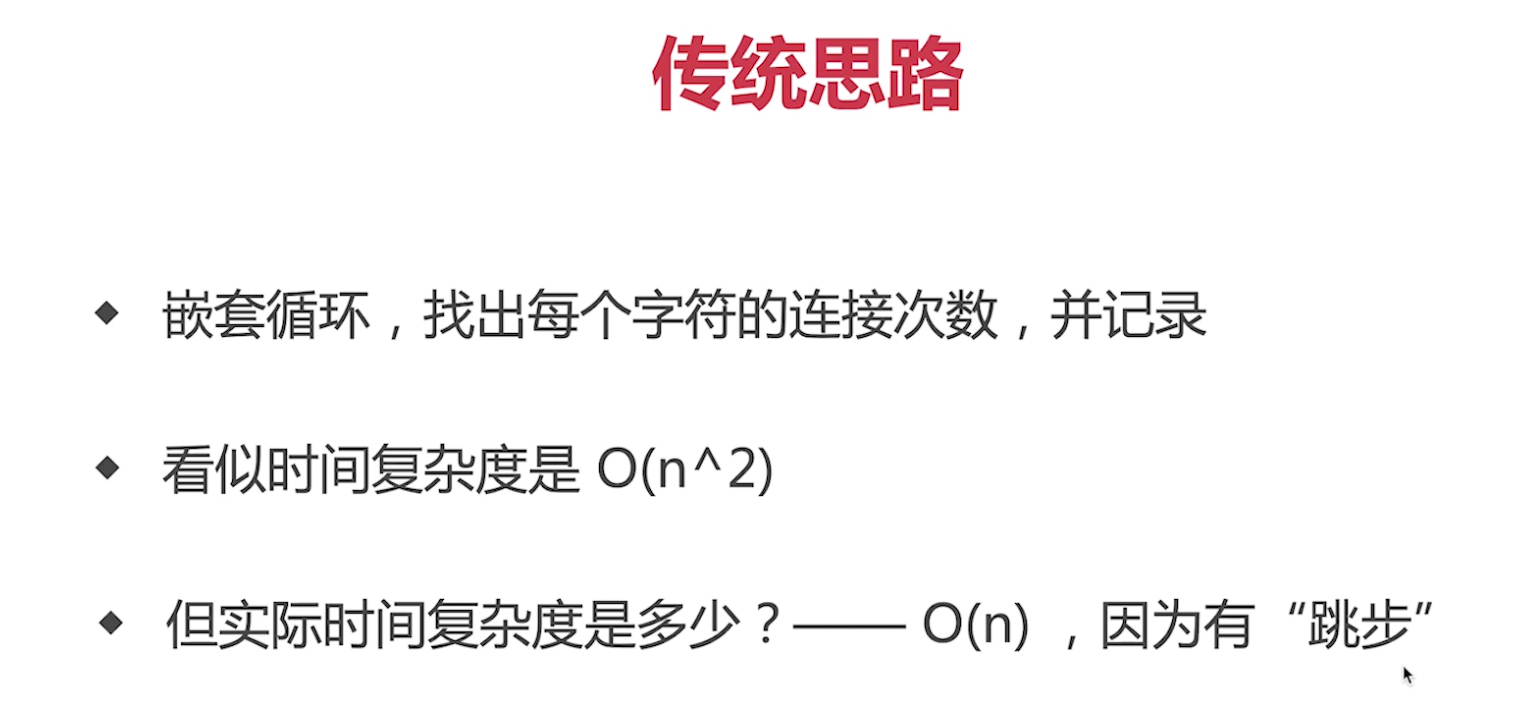 传统思路
嵌套循环，找出每个字符的连接次数，并记录
看似时间复杂度是 O(n^2)
但实际时间复杂度是多少？—— O(n) ，因为有“跳步”